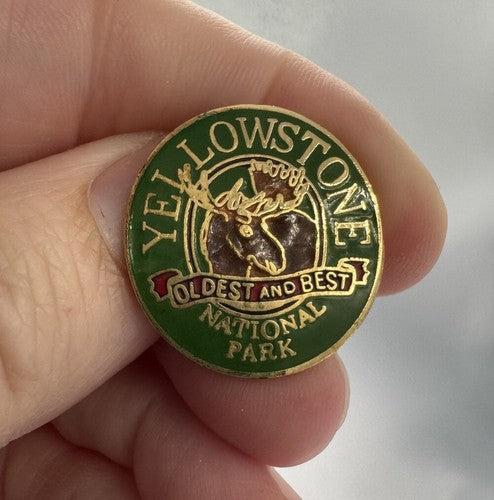 YELLOWSTONE
OLDEST AND BEST
NATIONAL
PARK